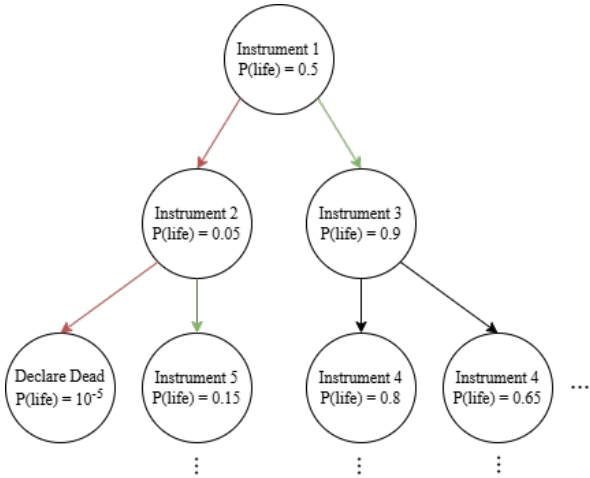 Instrument 1
P(life) = 0.5
Instrument 2
P(life) = 0.05
Instrument 3
P(life) = 0.9
Declare Dead
P(life) = 10⁻⁵
Instrument 5
P(life) = 0.15
Instrument 4
P(life) = 0.8
Instrument 4
P(life) = 0.65
...